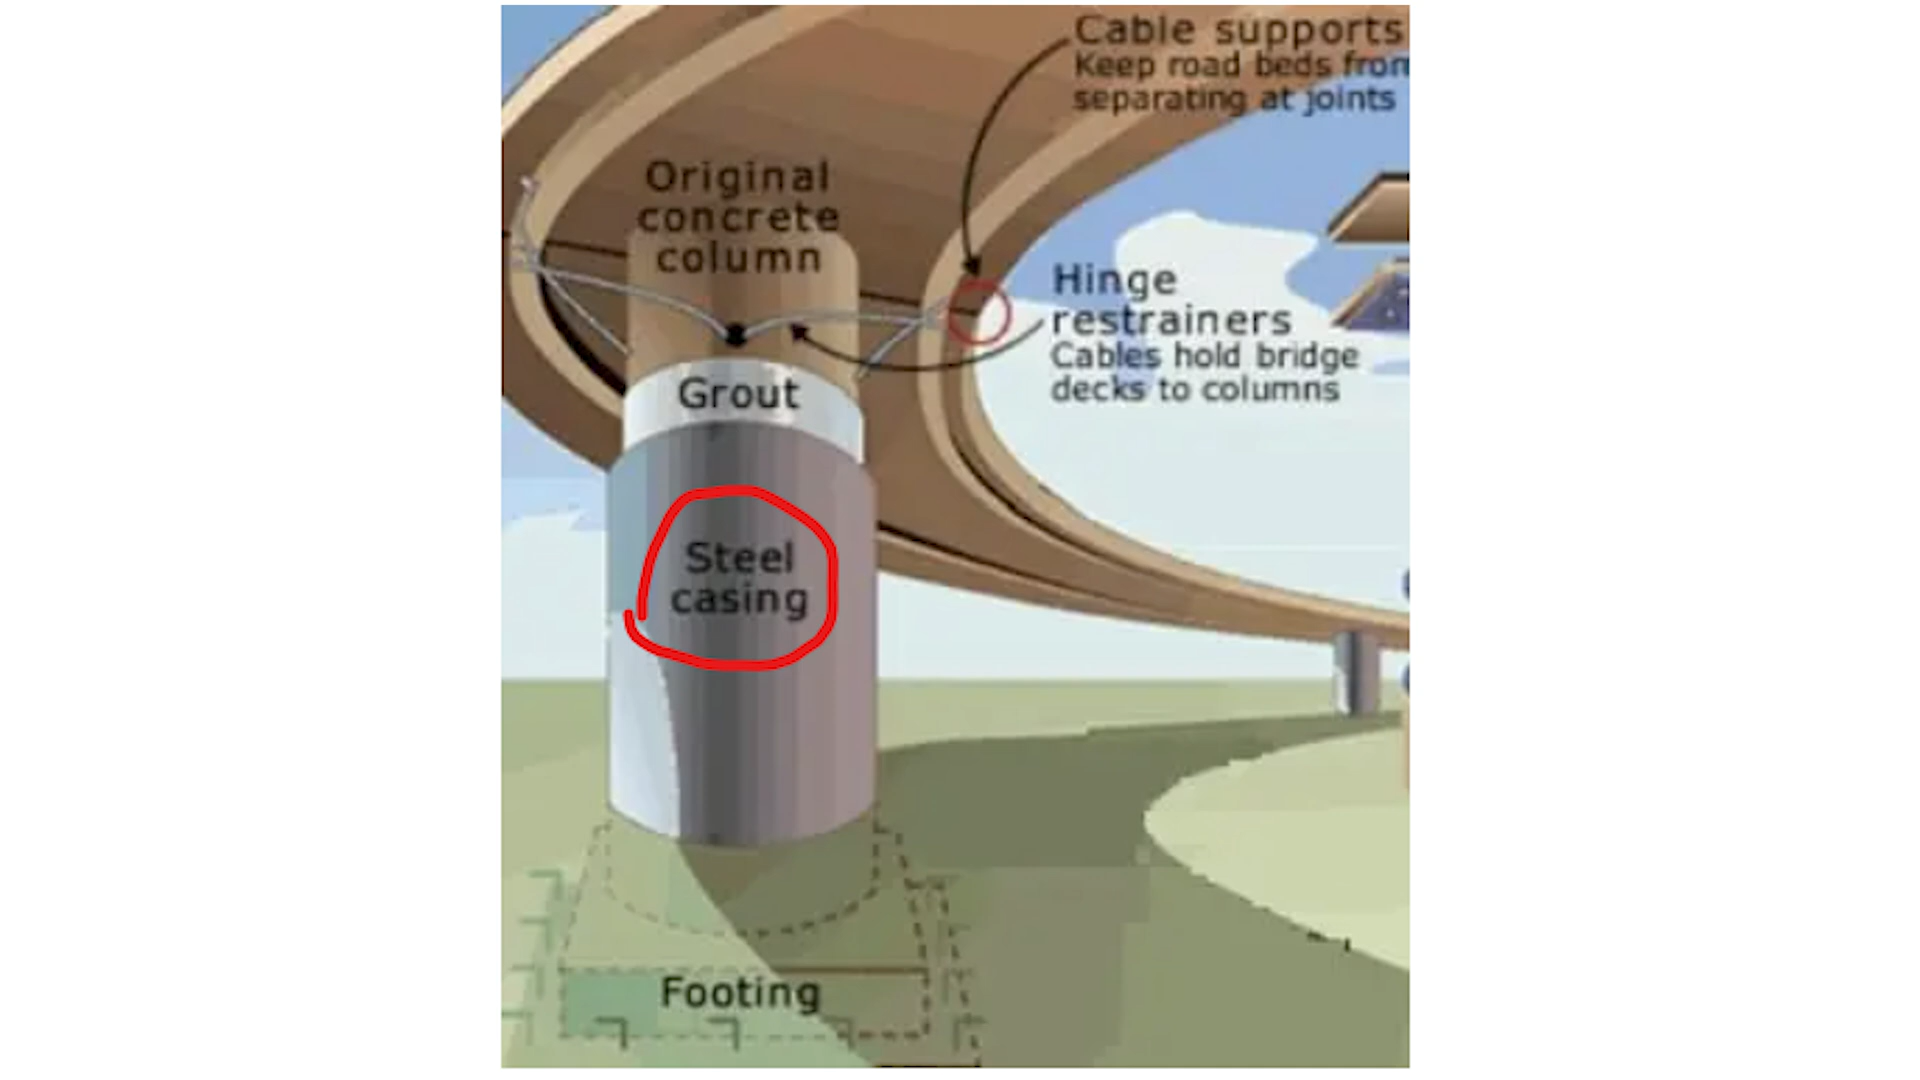 Cable supports
Keep road beds from
separating at joints
Original
concrete
column
Hinge
restrainers
Cables hold bridge
decks to columns
Grout
Steel
casing
Footing